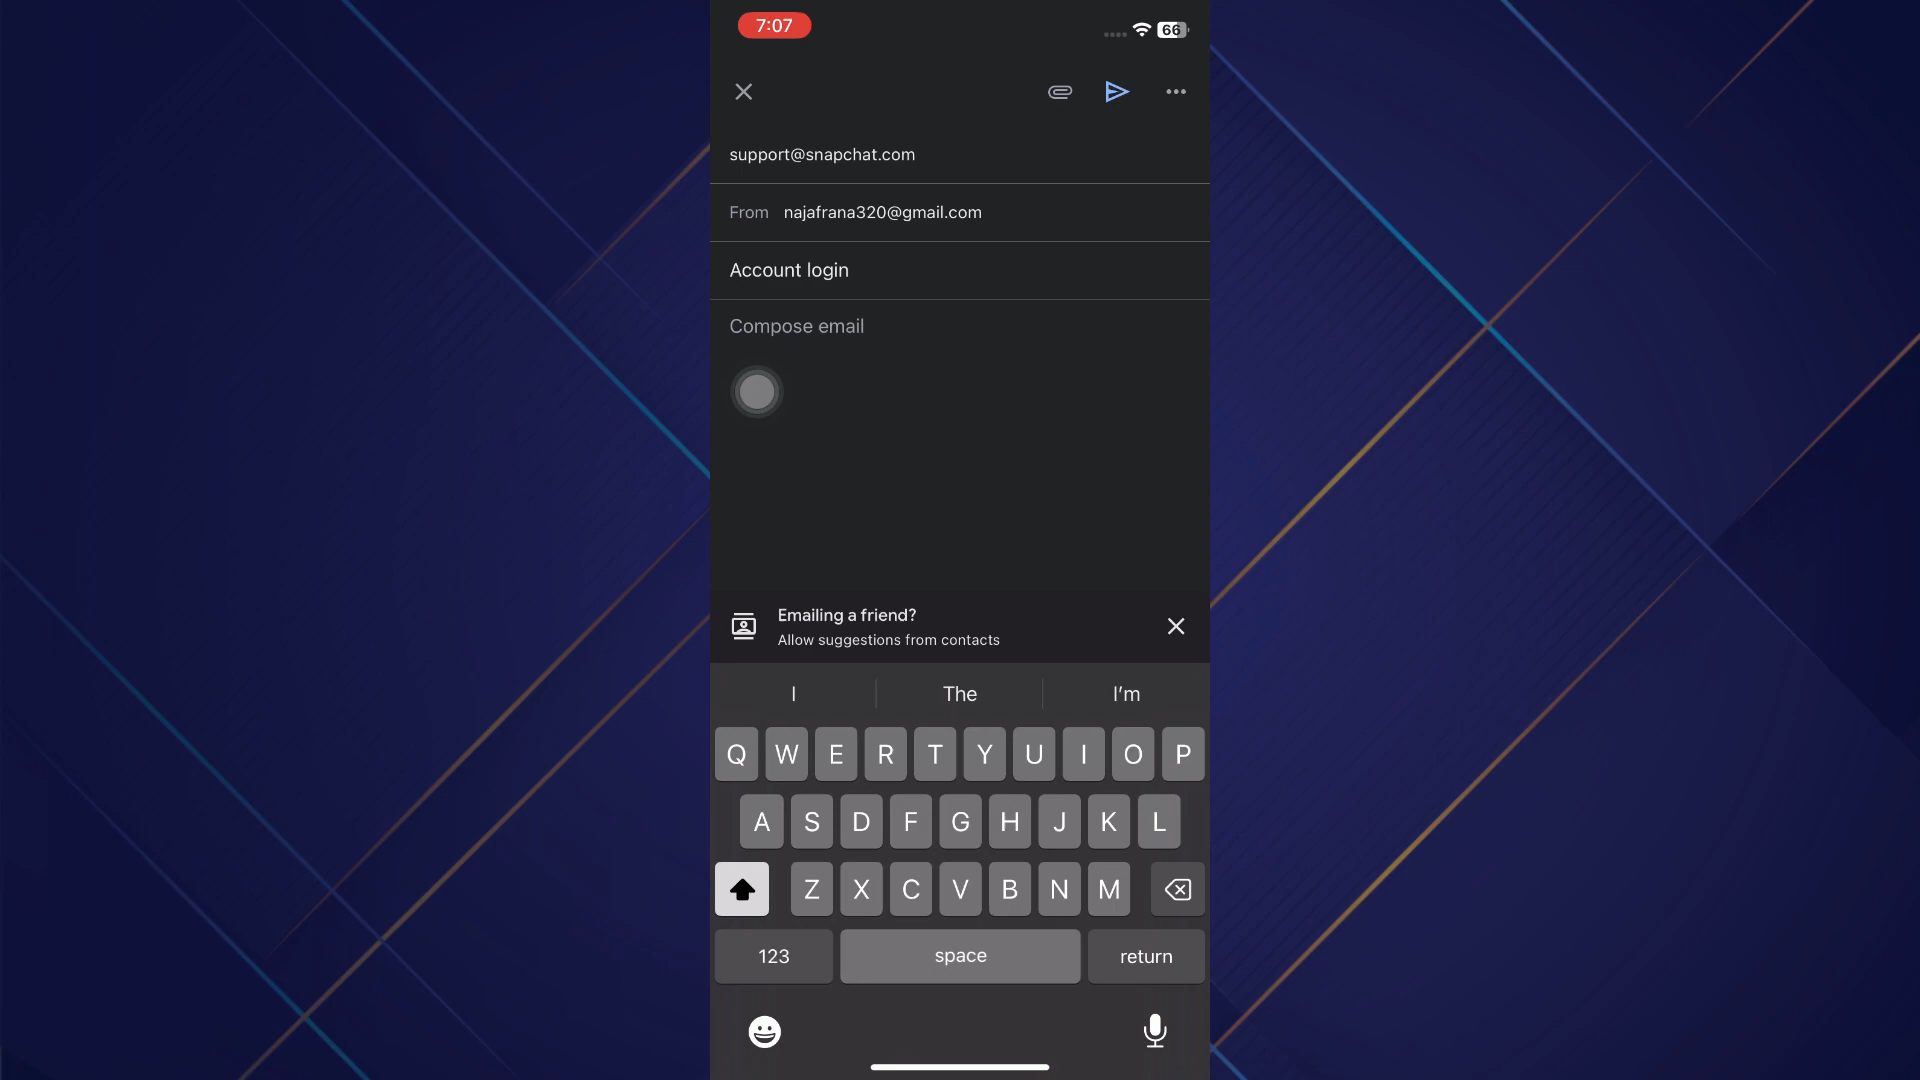 7:07
66
support@snapchat.com
From najafrana320@gmail.com
Account login
Compose email
Emailing a friend?
Allow suggestions from contacts
I The I'm
Q W E R T Y U I O P
A S D F G H J K L
Z X C V B N M
123 space return